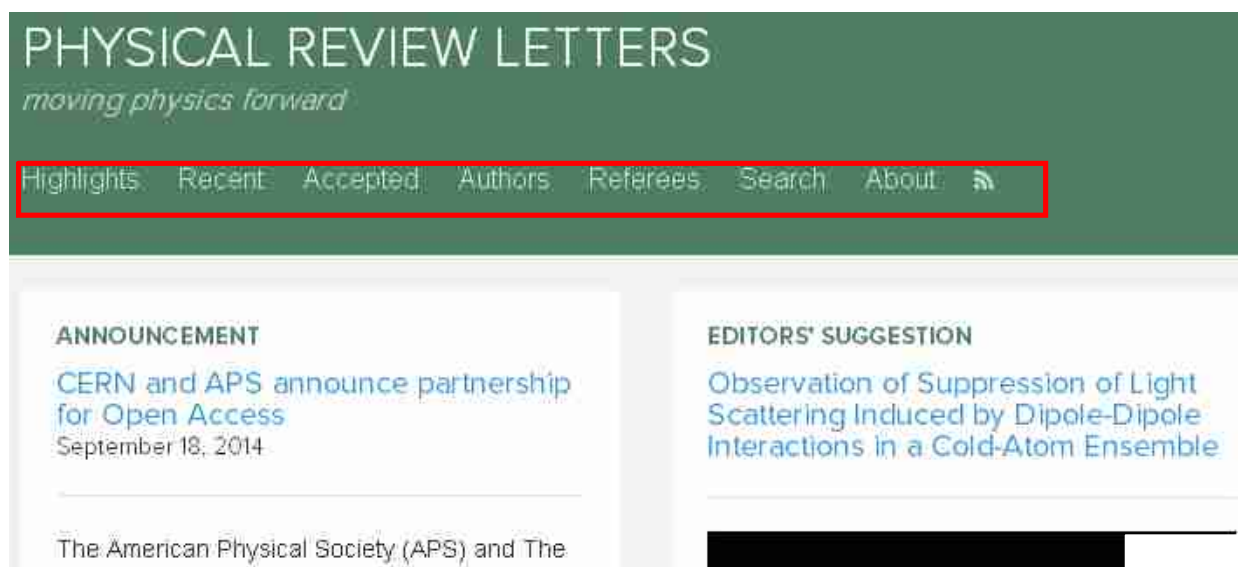 PHYSICAL REVIEW LETTERS
moving physics forward
Highlights Recent Accepted Authors Referees Search About
ANNOUNCEMENT
CERN and APS announce partnership
for Open Access
September 18, 2014
The American Physical Society (APS) and The
EDITORS' SUGGESTION
Observation of Suppression of Light
Scattering Induced by Dipole-Dipole
Interactions in a Cold-Atom Ensemble